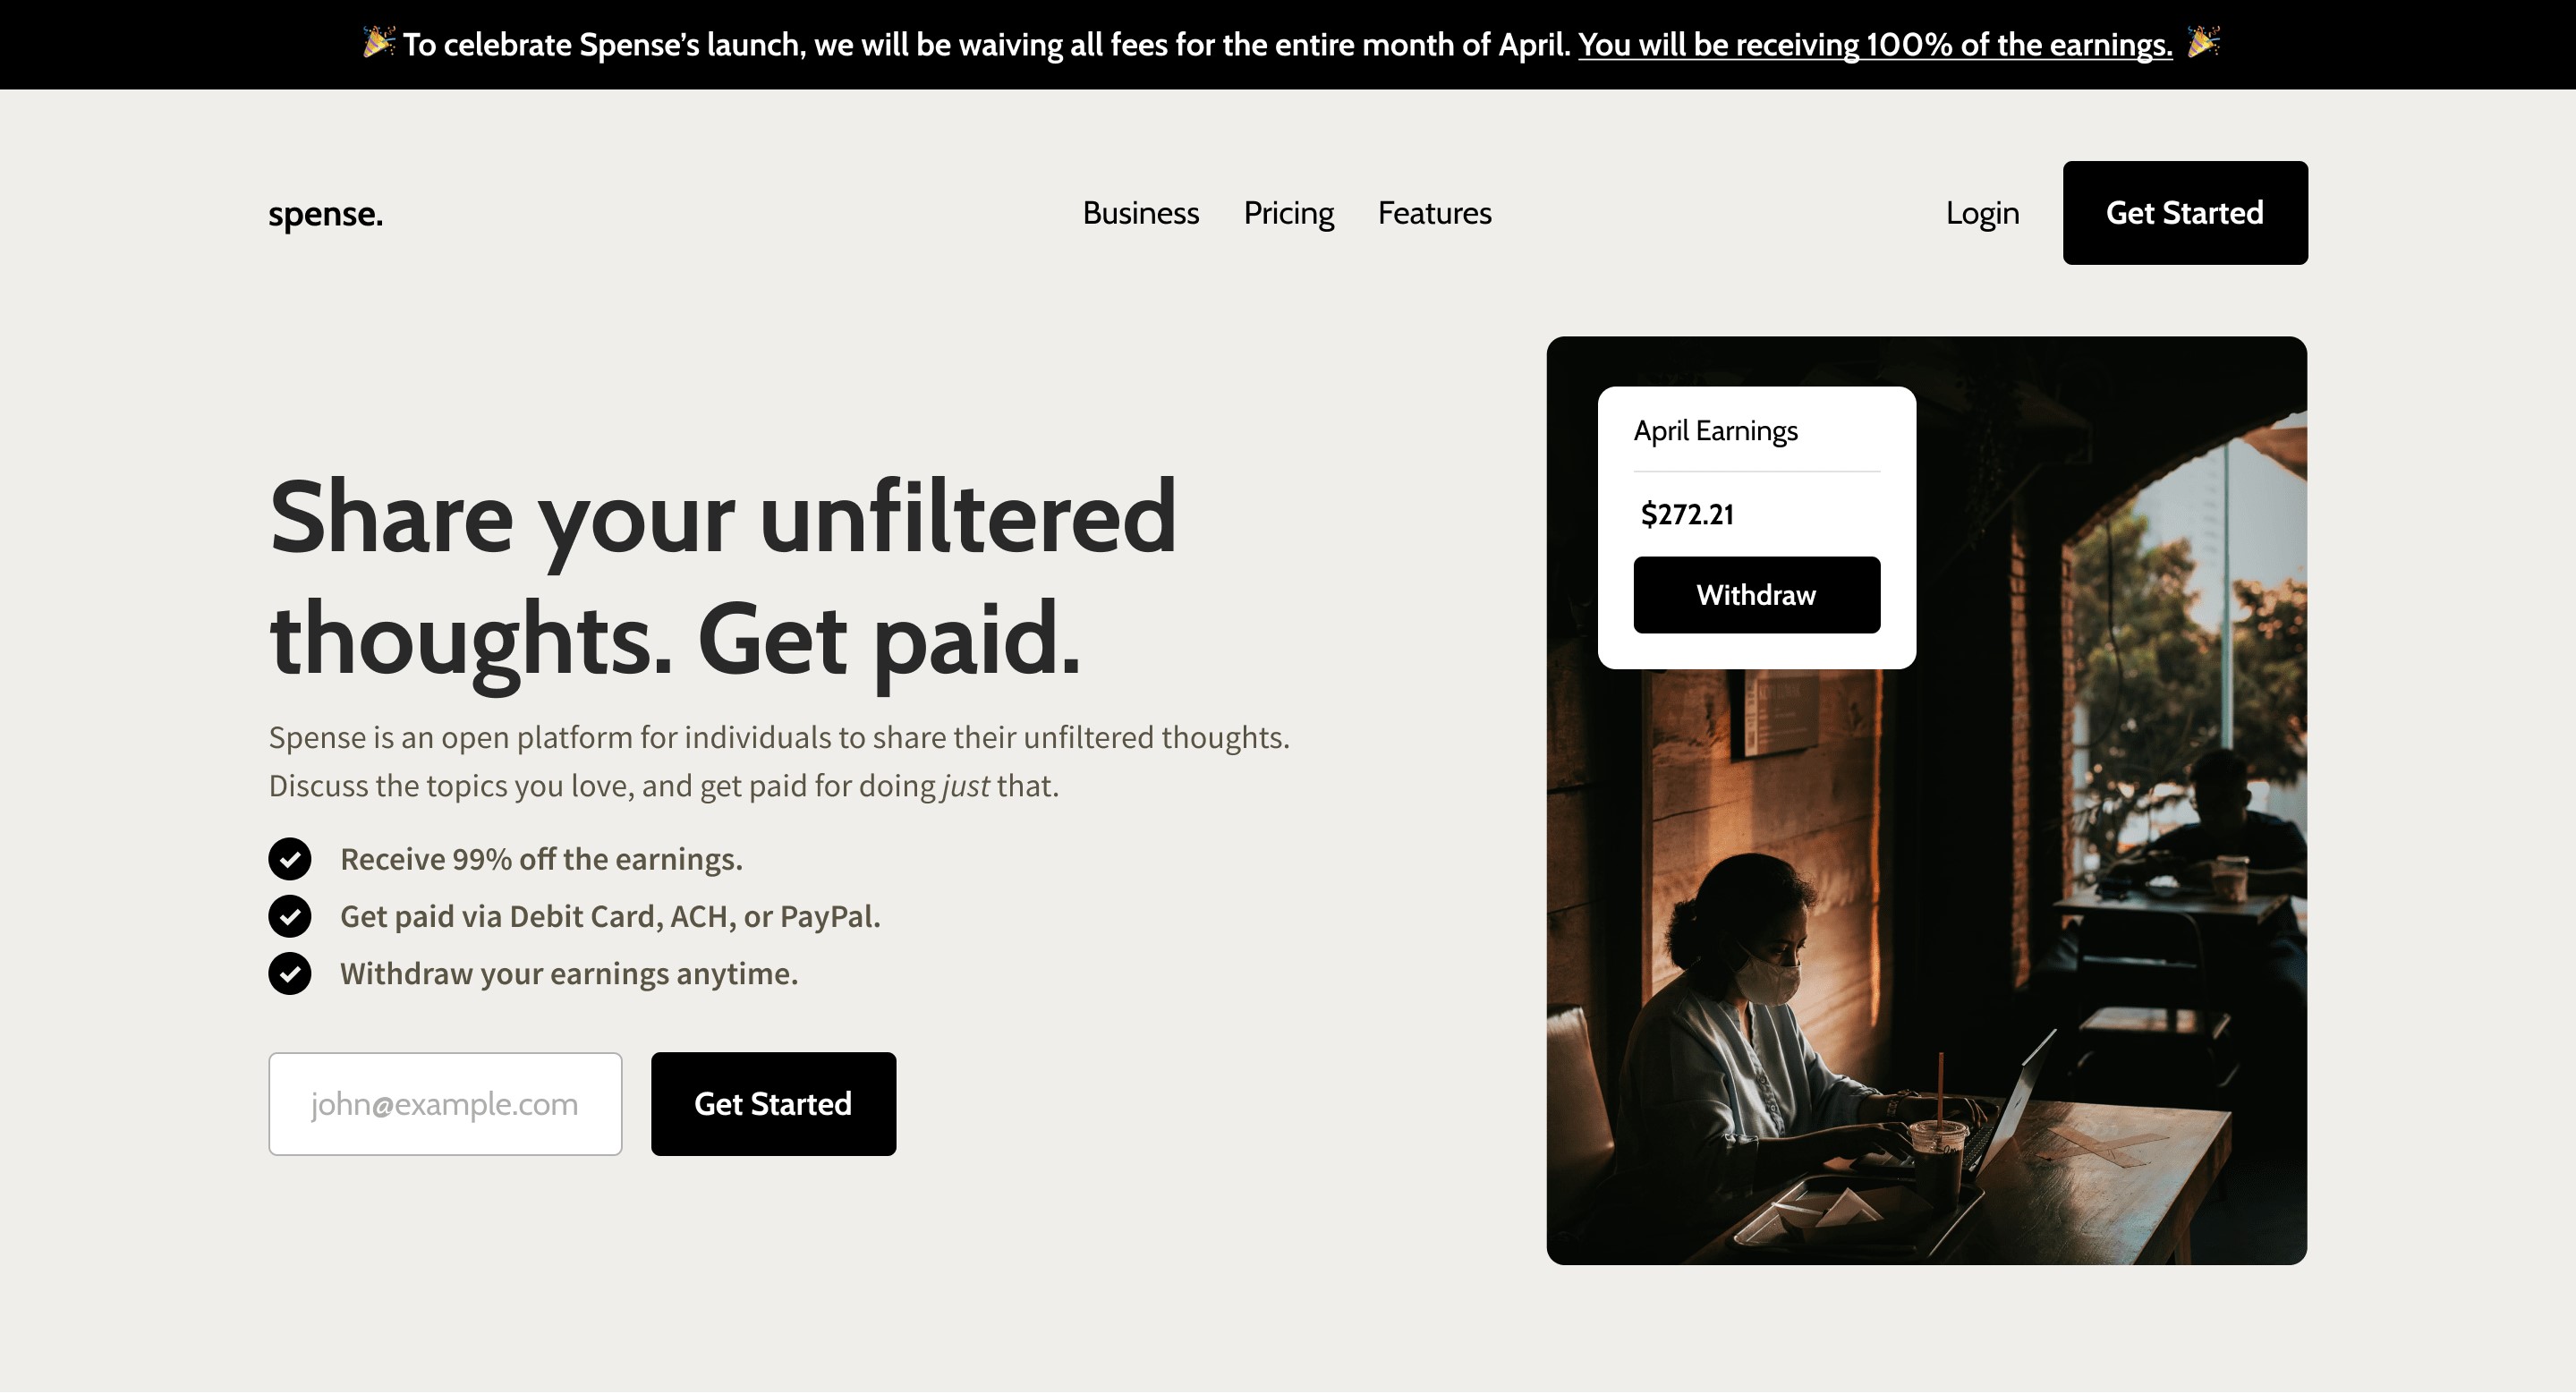 🎉 To celebrate Spense’s launch, we will be waiving all fees for the entire month of April. You will be receiving 100% of the earnings. 🎉
spense.
Business
Pricing
Features
Login
Get Started
Share your unfiltered
thoughts. Get paid.
Spense is an open platform for individuals to share their unfiltered thoughts.
Discuss the topics you love, and get paid for doing just that.
Receive 99% off the earnings.
Get paid via Debit Card, ACH, or PayPal.
Withdraw your earnings anytime.
john@example.com
Get Started
April Earnings
$272.21
Withdraw